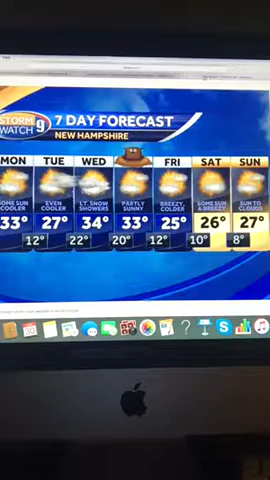 STORM WATCH 9
7 DAY FORECAST
NEW HAMPSHIRE
MON TUE WED FRI SAT SUN
SOME SUN COOLER
EVEN COOLER
LT. SNOW SHOWERS
PARTLY SUNNY
BREEZY, COLDER
SOME SUN & BREEZY
SUN TO CLOUDS
33° 27° 34° 33° 25° 26° 27°
12° 22° 20° 12° 10° 8°